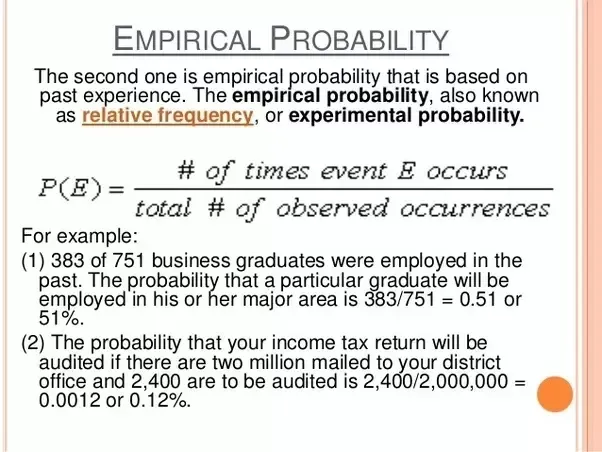 EMPIRICAL PROBABILITY
The second one is empirical probability that is based on
past experience. The empirical probability, also known
as relative frequency, or experimental probability.
P(E) = # of times event E occurs / total # of observed occurrences
For example:
(1) 383 of 751 business graduates were employed in the
past. The probability that a particular graduate will be
employed in his or her major area is 383/751 = 0.51 or
51%.
(2) The probability that your income tax return will be
audited if there are two million mailed to your district
office and 2,400 are to be audited is 2,400/2,000,000 =
0.0012 or 0.12%.